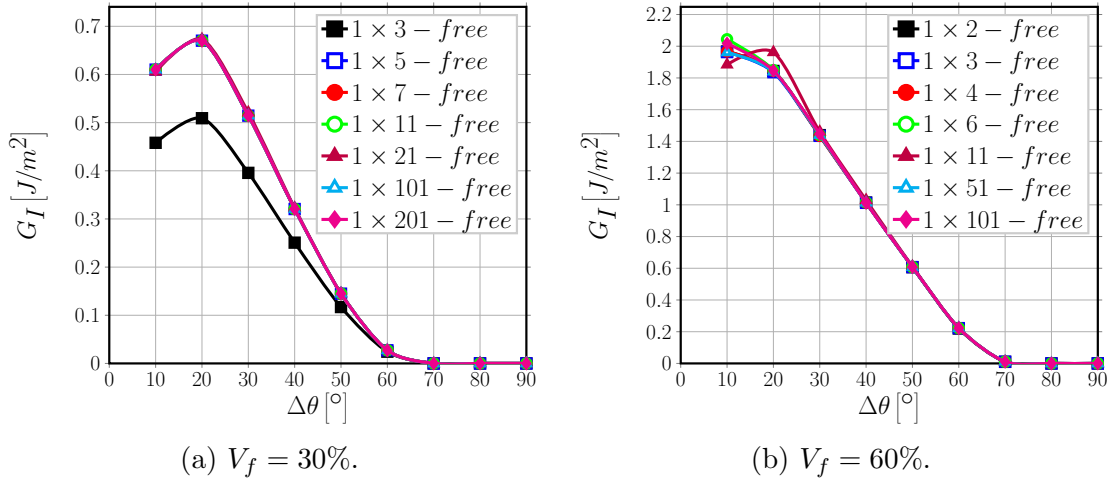 0.7
0.6
0.5
0.4
0.3
0.2
0.1
0
0 10 20 30 40 50 60 70 80 90
G_I [J/m²]
Δθ [°]
1 × 3 − free
1 × 5 − free
1 × 7 − free
1 × 11 − free
1 × 21 − free
1 × 101 − free
1 × 201 − free
(a) V_f = 30%.
2.2
2
1.8
1.6
1.4
1.2
1
0.8
0.6
0.4
0.2
0
0 10 20 30 40 50 60 70 80 90
G_I [J/m²]
Δθ [°]
1 × 2 − free
1 × 3 − free
1 × 4 − free
1 × 6 − free
1 × 11 − free
1 × 51 − free
1 × 101 − free
(b) V_f = 60%.